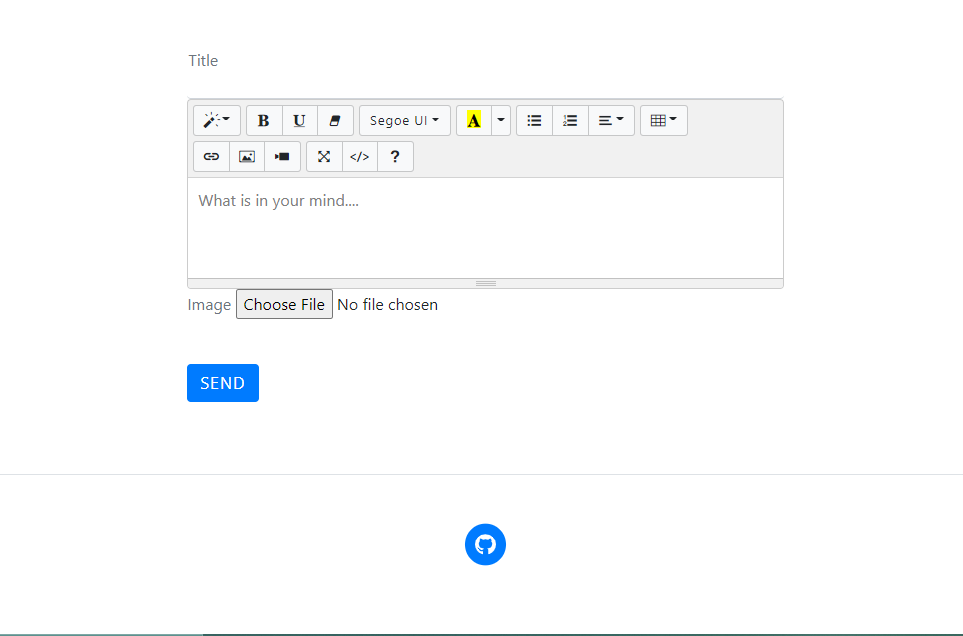 Title
B U Segoe UI A
</> ?
What is in your mind....
Image Choose File No file chosen
SEND